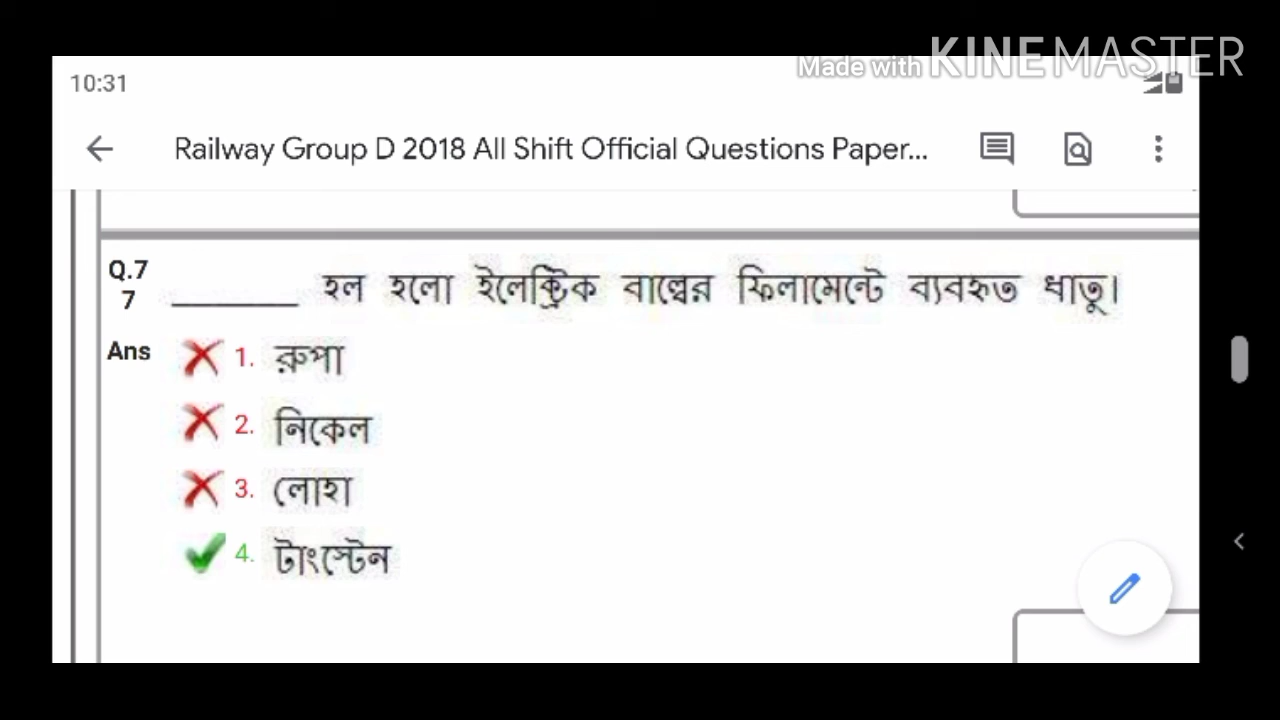 Made with KINEMASTER
10:31
Railway Group D 2018 All Shift Official Questions Paper...
Q.7 ________ হল হলো ইলেক্ট্রিক বাল্বের ফিলামেন্টে ব্যবহৃত ধাতু।
7
Ans 1. রুপা
2. নিকেল
3. লোহা
4. টাংস্টেন